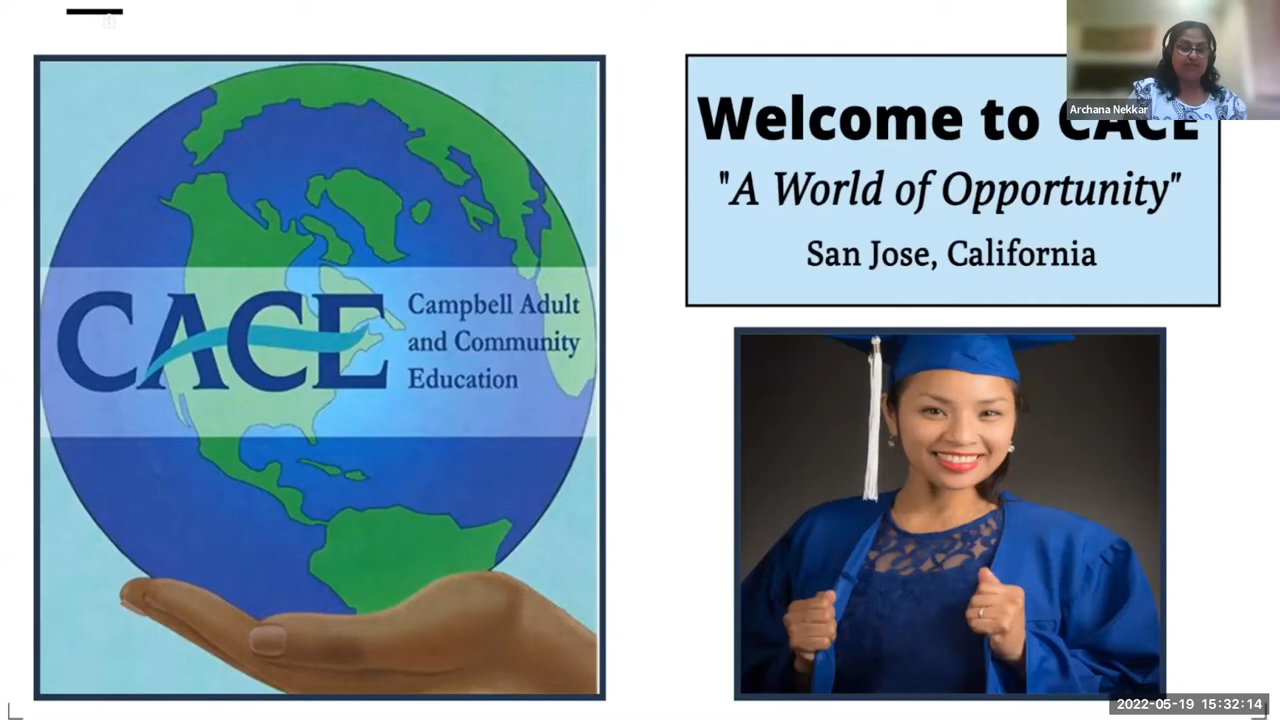 CACE
Campbell Adult
and Community
Education
Welcome to CACE
"A World of Opportunity"
San Jose, California
Archana Nekkar
2022-05-19 15:32:14